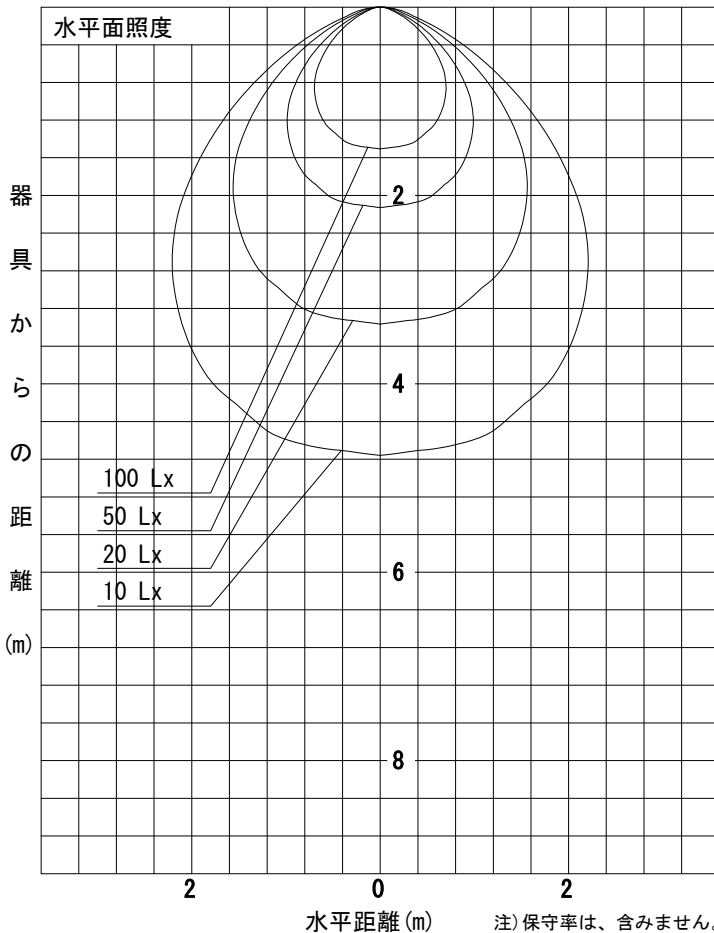 水平面照度
器具からの距離(m)
2
4
6
8
100 Lx
50 Lx
20 Lx
10 Lx
2 0 2
水平距離(m)
注)保守率は、含みません。